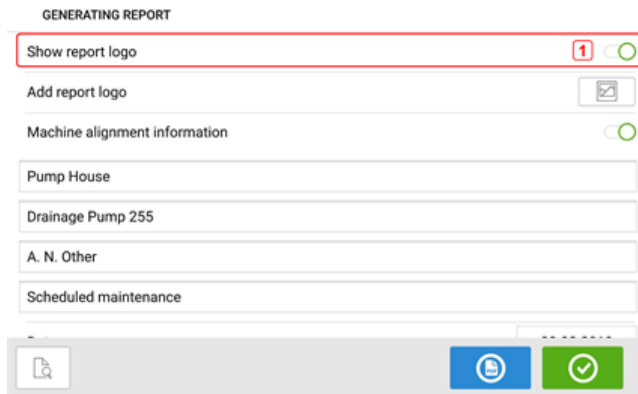 GENERATING REPORT
Show report logo 1
Add report logo
Machine alignment information
Pump House
Drainage Pump 255
A. N. Other
Scheduled maintenance